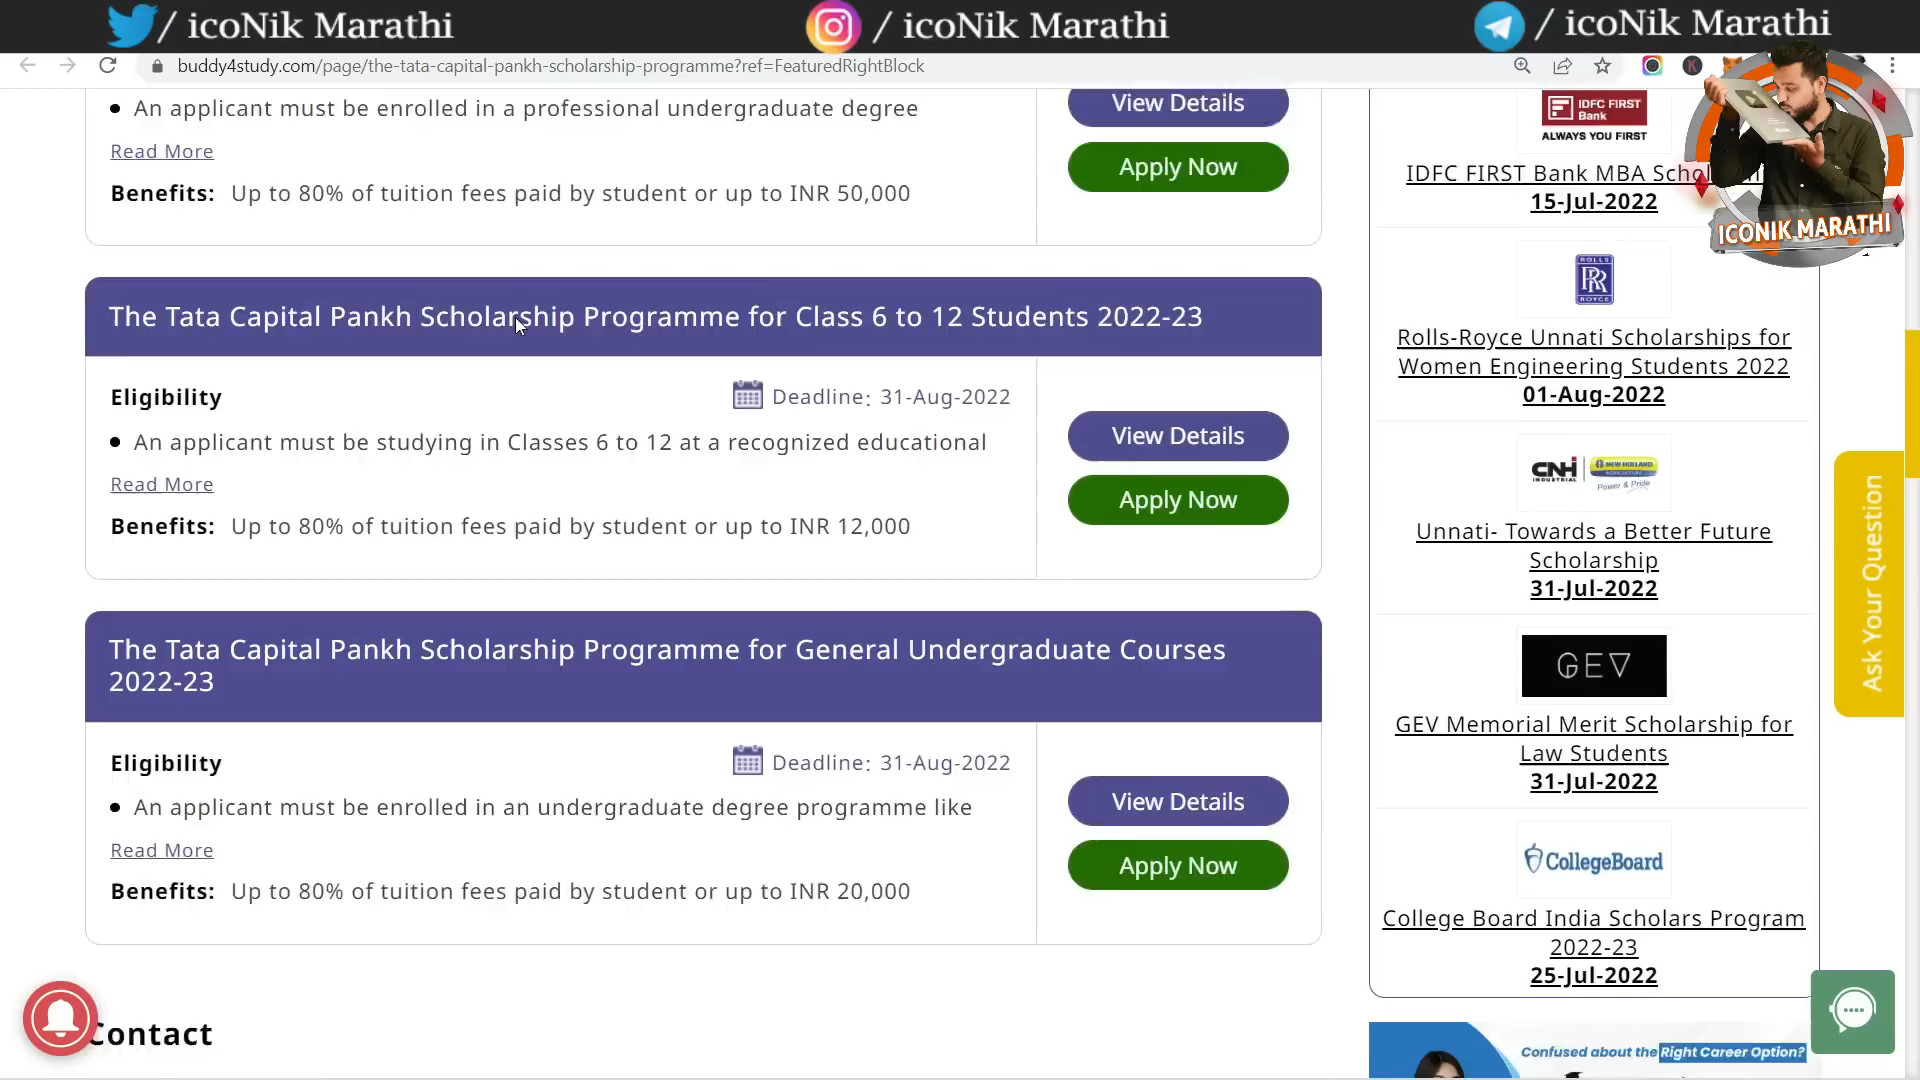 / icoNik Marathi
/ icoNik Marathi
/ icoNik Marathi
buddy4study.com/page/the-tata-capital-pankh-scholarship-programme?ref=FeaturedRightBlock
An applicant must be enrolled in a professional undergraduate degree
Read More
Benefits: Up to 80% of tuition fees paid by student or up to INR 50,000
View Details
Apply Now
The Tata Capital Pankh Scholarship Programme for Class 6 to 12 Students 2022-23
Eligibility
Deadline: 31-Aug-2022
An applicant must be studying in Classes 6 to 12 at a recognized educational
Read More
Benefits: Up to 80% of tuition fees paid by student or up to INR 12,000
View Details
Apply Now
The Tata Capital Pankh Scholarship Programme for General Undergraduate Courses
2022-23
Eligibility
Deadline: 31-Aug-2022
An applicant must be enrolled in an undergraduate degree programme like
Read More
Benefits: Up to 80% of tuition fees paid by student or up to INR 20,000
View Details
Apply Now
Contact
IDFC FIRST
Bank
ALWAYS YOU FIRST
IDFC FIRST Bank MBA
15-Jul-2022
ICONIK MARATHI
ROLLS
RR
ROYCE
Rolls-Royce Unnati Scholarships for
Women Engineering Students 2022
01-Aug-2022
CNH
INDUSTRIAL
NEW HOLLAND
AGRICULTURE
Power & Pride
Unnati- Towards a Better Future
Scholarship
31-Jul-2022
GEV
GEV Memorial Merit Scholarship for
Law Students
31-Jul-2022
CollegeBoard
College Board India Scholars Program
2022-23
25-Jul-2022
Ask Your Question
Confused about the Right Career Option?